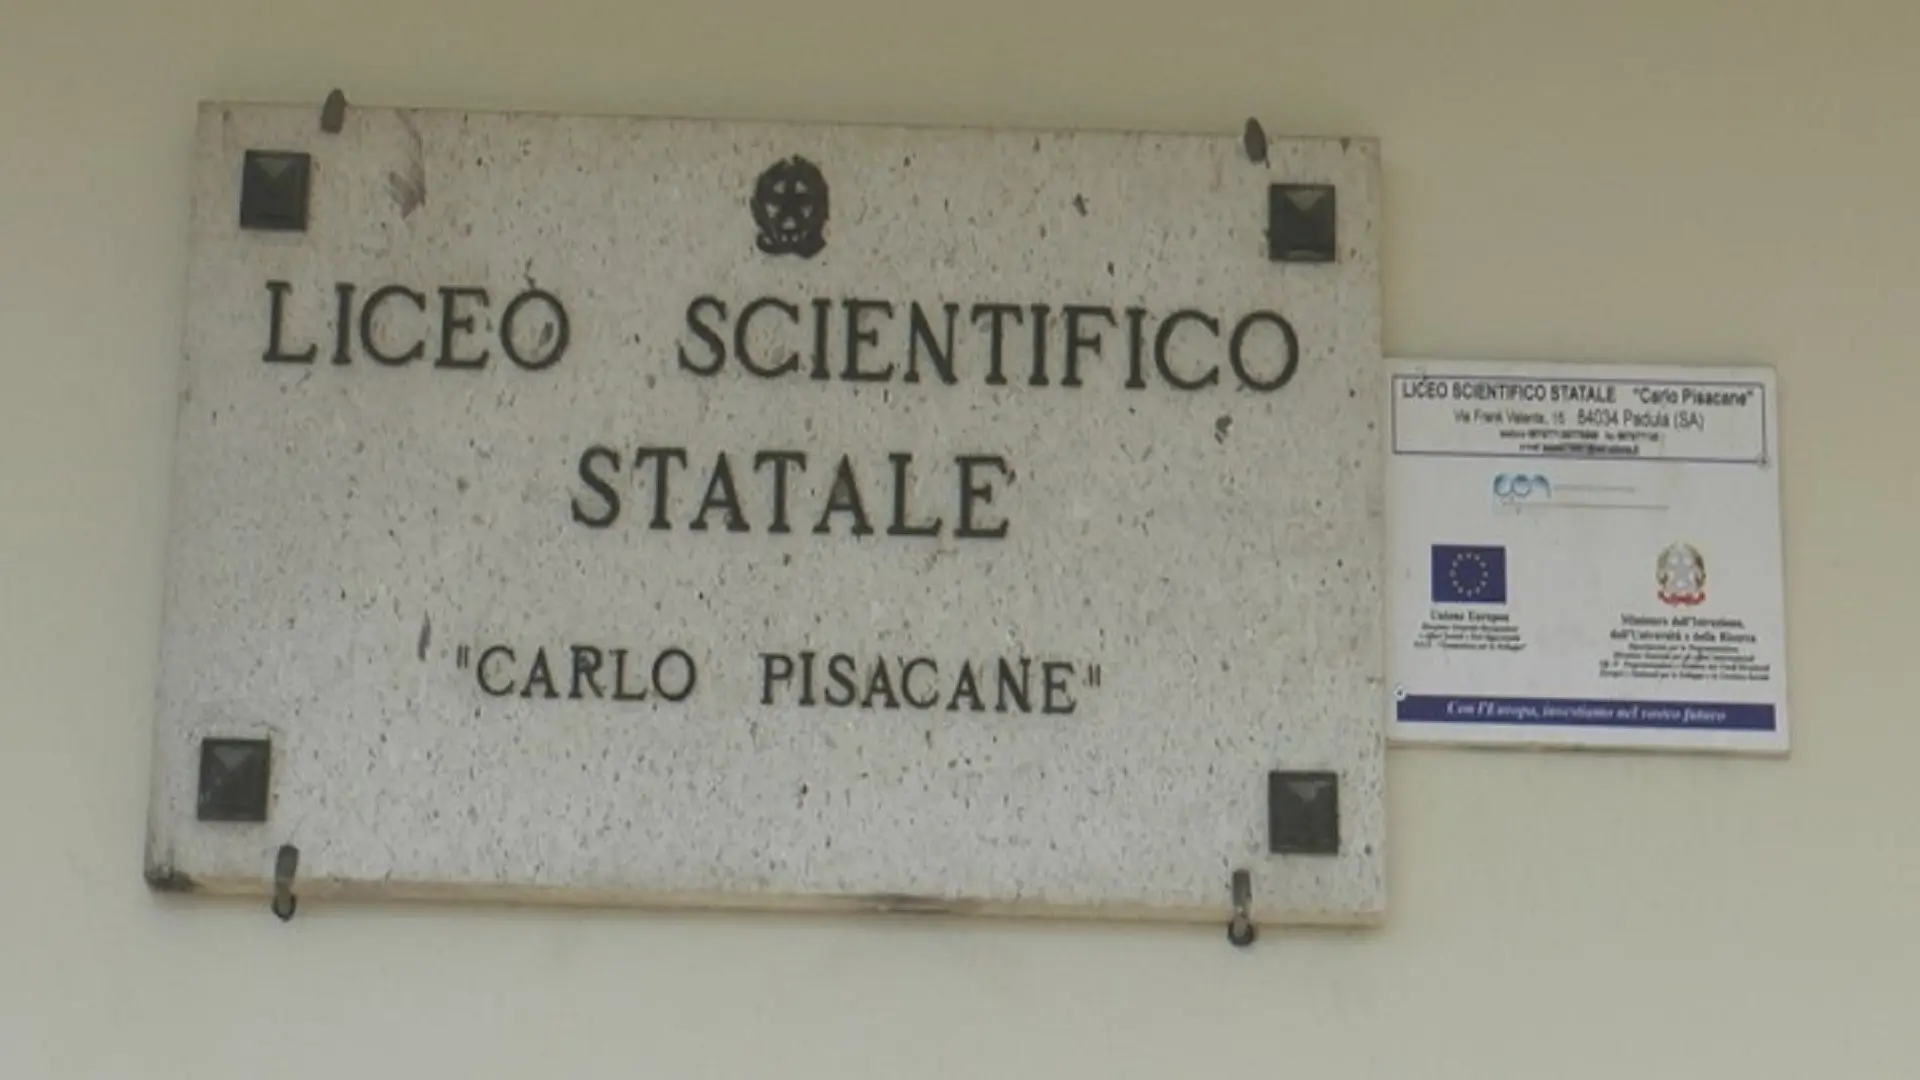 LICEO SCIENTIFICO
STATALE
"CARLO PISACANE"
LICEO SCIENTIFICO STATALE "Carlo Pisacane"
Via Frank Valente, 15 84034 Padula (SA)
Unione Europea
Ministero dell'Istruzione,
dell'Università e della Ricerca
Con l'Europa, investiamo nel vostro futuro